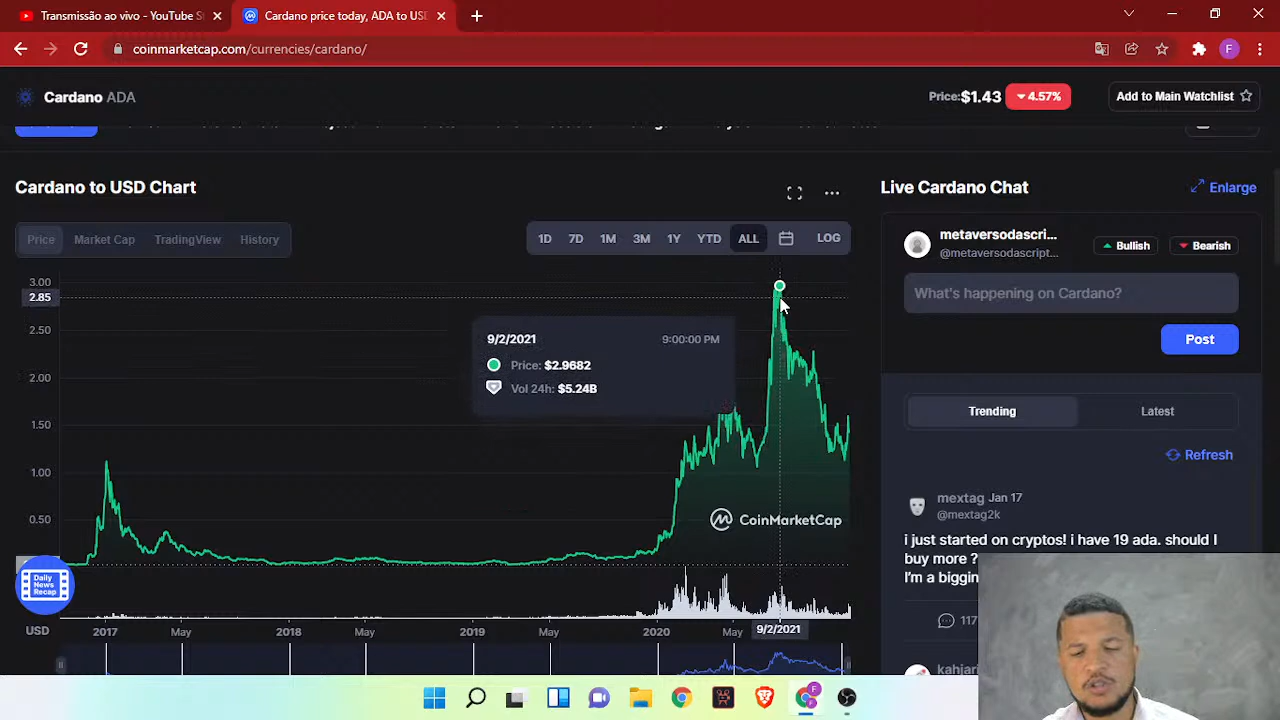 Transmissão ao vivo - YouTube S
Cardano price today, ADA to USD
coinmarketcap.com/currencies/cardano/
F
Cardano ADA
Price: $1.43 4.57%
Add to Main Watchlist
Cardano to USD Chart
Price Market Cap TradingView History
1D 7D 1M 3M 1Y YTD ALL LOG
3.00
2.85
2.50
2.00
1.50
1.00
0.50
9/2/2021 9:00:00 PM
Price: $2.9682
Vol 24h: $5.24B
CoinMarketCap
Daily
News
Recap
USD
2017 May 2018 May 2019 May 2020 May 9/2/2021
Live Cardano Chat
Enlarge
metaversodascri...
@metaversodascript...
Bullish
Bearish
What's happening on Cardano?
Post
Trending
Latest
Refresh
mextag Jan 17
@mextag2k
i just started on cryptos! i have 19 ada. should I
buy more ?
I'm a biggin
117
kahjari
F
F